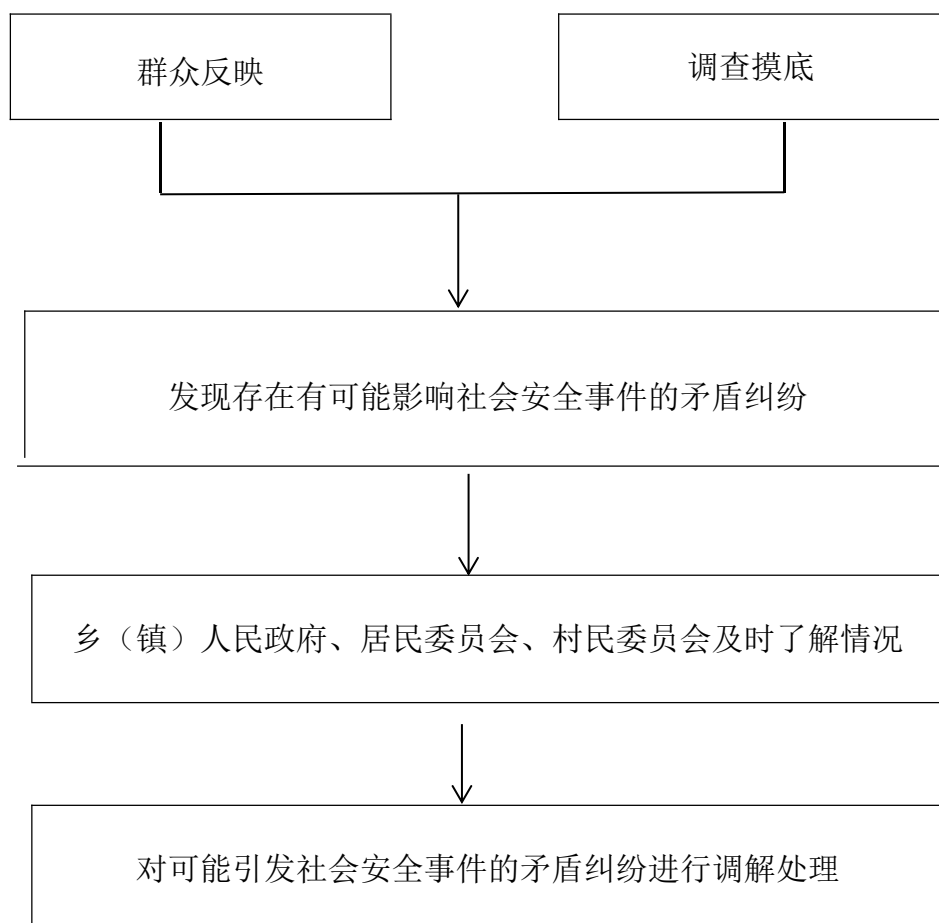 群众反映
调查摸底
发现存在有可能影响社会安全事件的矛盾纠纷
乡（镇）人民政府、居民委员会、村民委员会及时了解情况
对可能引发社会安全事件的矛盾纠纷进行调解处理